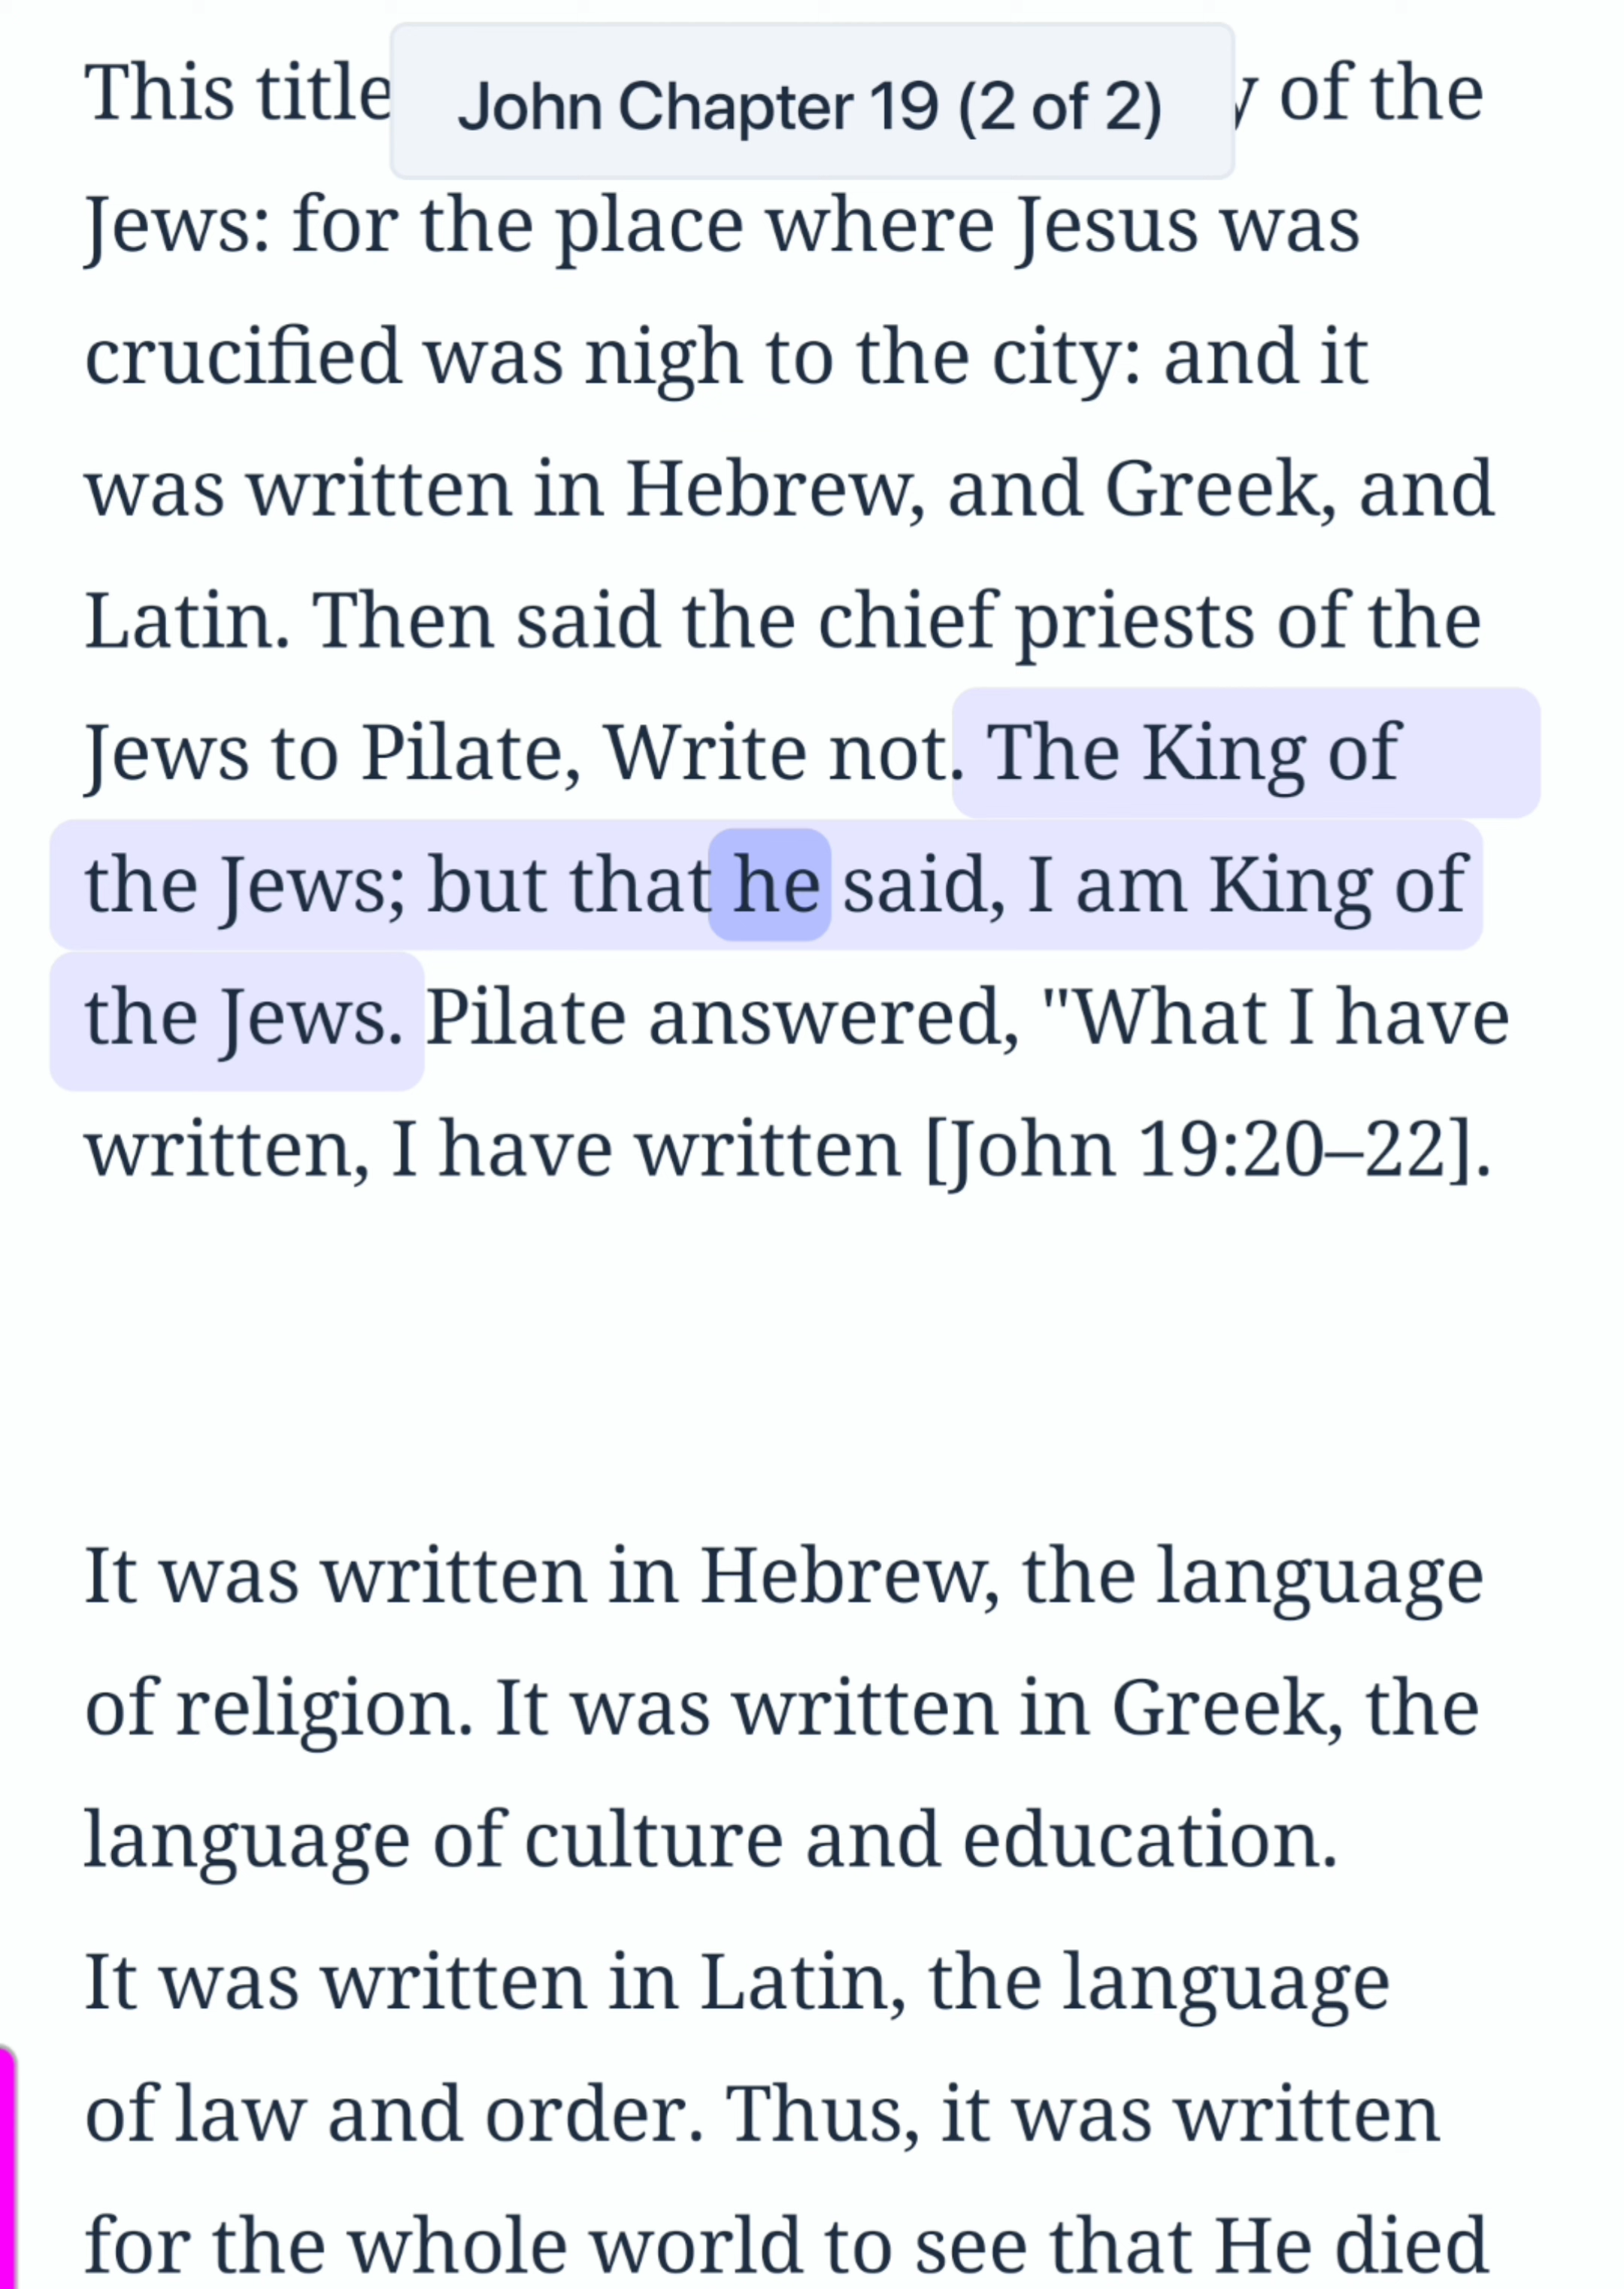 John Chapter 19 (2 of 2)
This title of the
Jews: for the place where Jesus was
crucified was nigh to the city: and it
was written in Hebrew, and Greek, and
Latin. Then said the chief priests of the
Jews to Pilate, Write not. The King of
the Jews; but that he said, I am King of
the Jews. Pilate answered, "What I have
written, I have written [John 19:20–22].
It was written in Hebrew, the language
of religion. It was written in Greek, the
language of culture and education.
It was written in Latin, the language
of law and order. Thus, it was written
for the whole world to see that He died